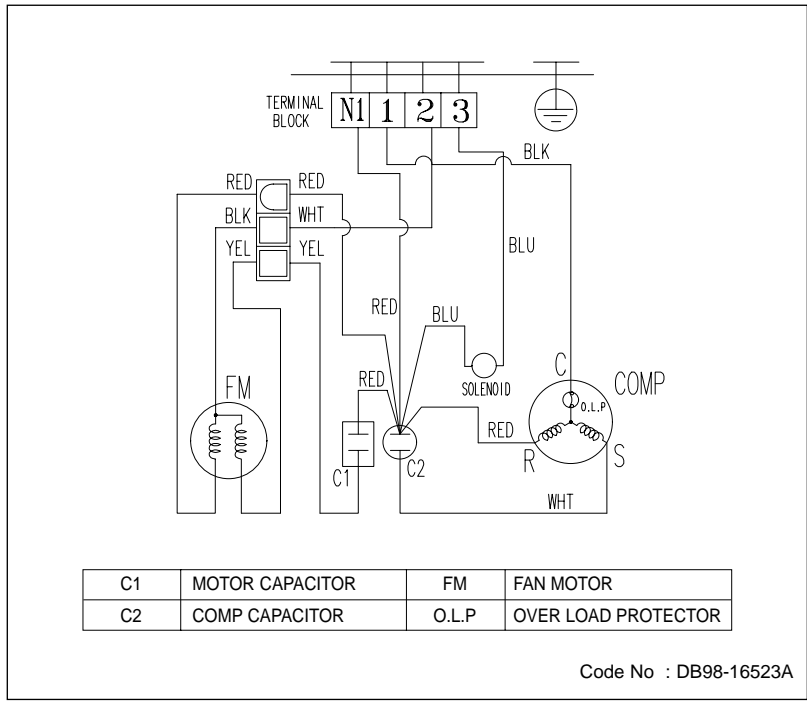 TERMINAL
BLOCK
N1 1 2 3
BLK
RED RED
BLK WHT
YEL YEL
BLU
RED
BLU
SOLENOID
C
COMP
O.L.P
FM
RED
RED
R S
C1
C2
WHT
C1 MOTOR CAPACITOR FM FAN MOTOR
C2 COMP CAPACITOR O.L.P OVER LOAD PROTECTOR
Code No : DB98-16523A